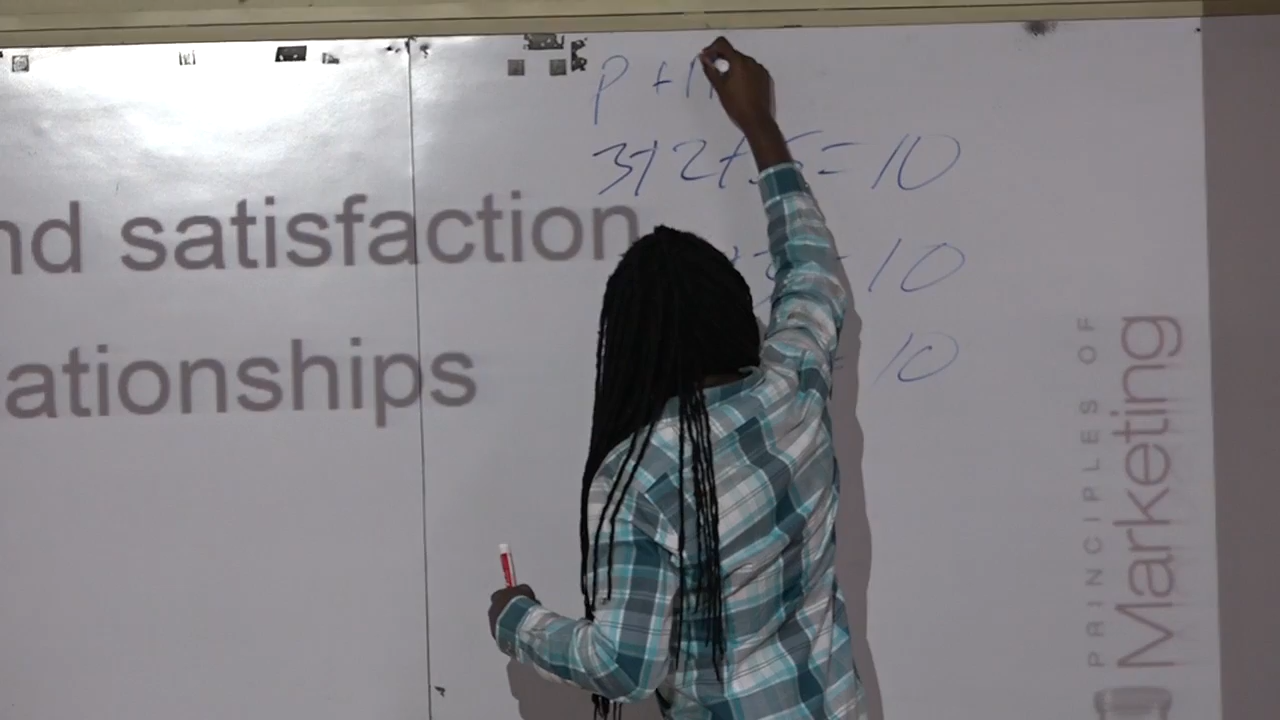 P +
3+2+5=10
nd satisfaction
=10
ationships
= 10
PRINCIPLES OF
Marketing